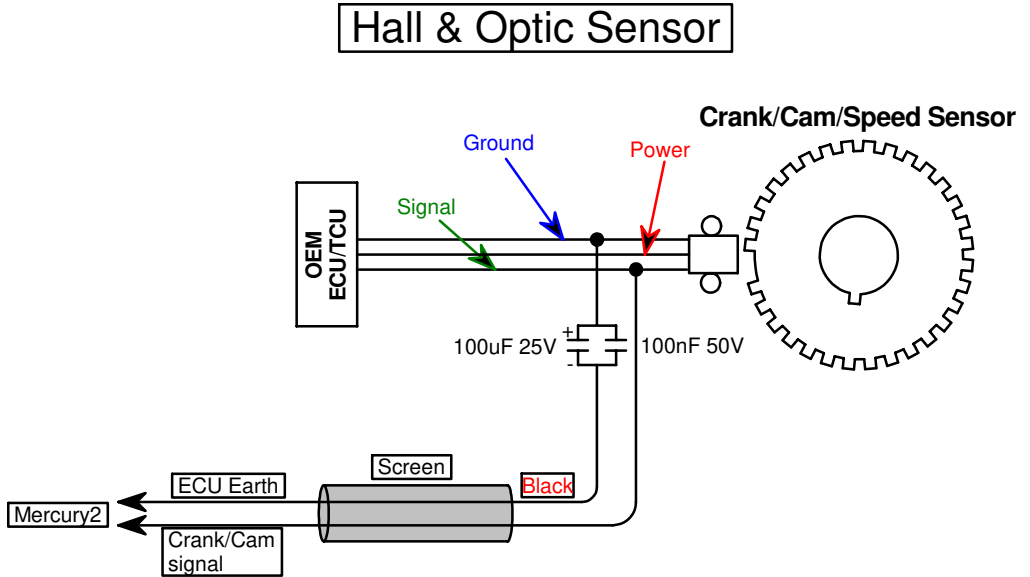 Hall & Optic Sensor
Crank/Cam/Speed Sensor
Ground
Power
Signal
OEM
ECU/TCU
+
100uF 25V
100nF 50V
-
Screen
ECU Earth
Black
Mercury2
Crank/Cam
signal